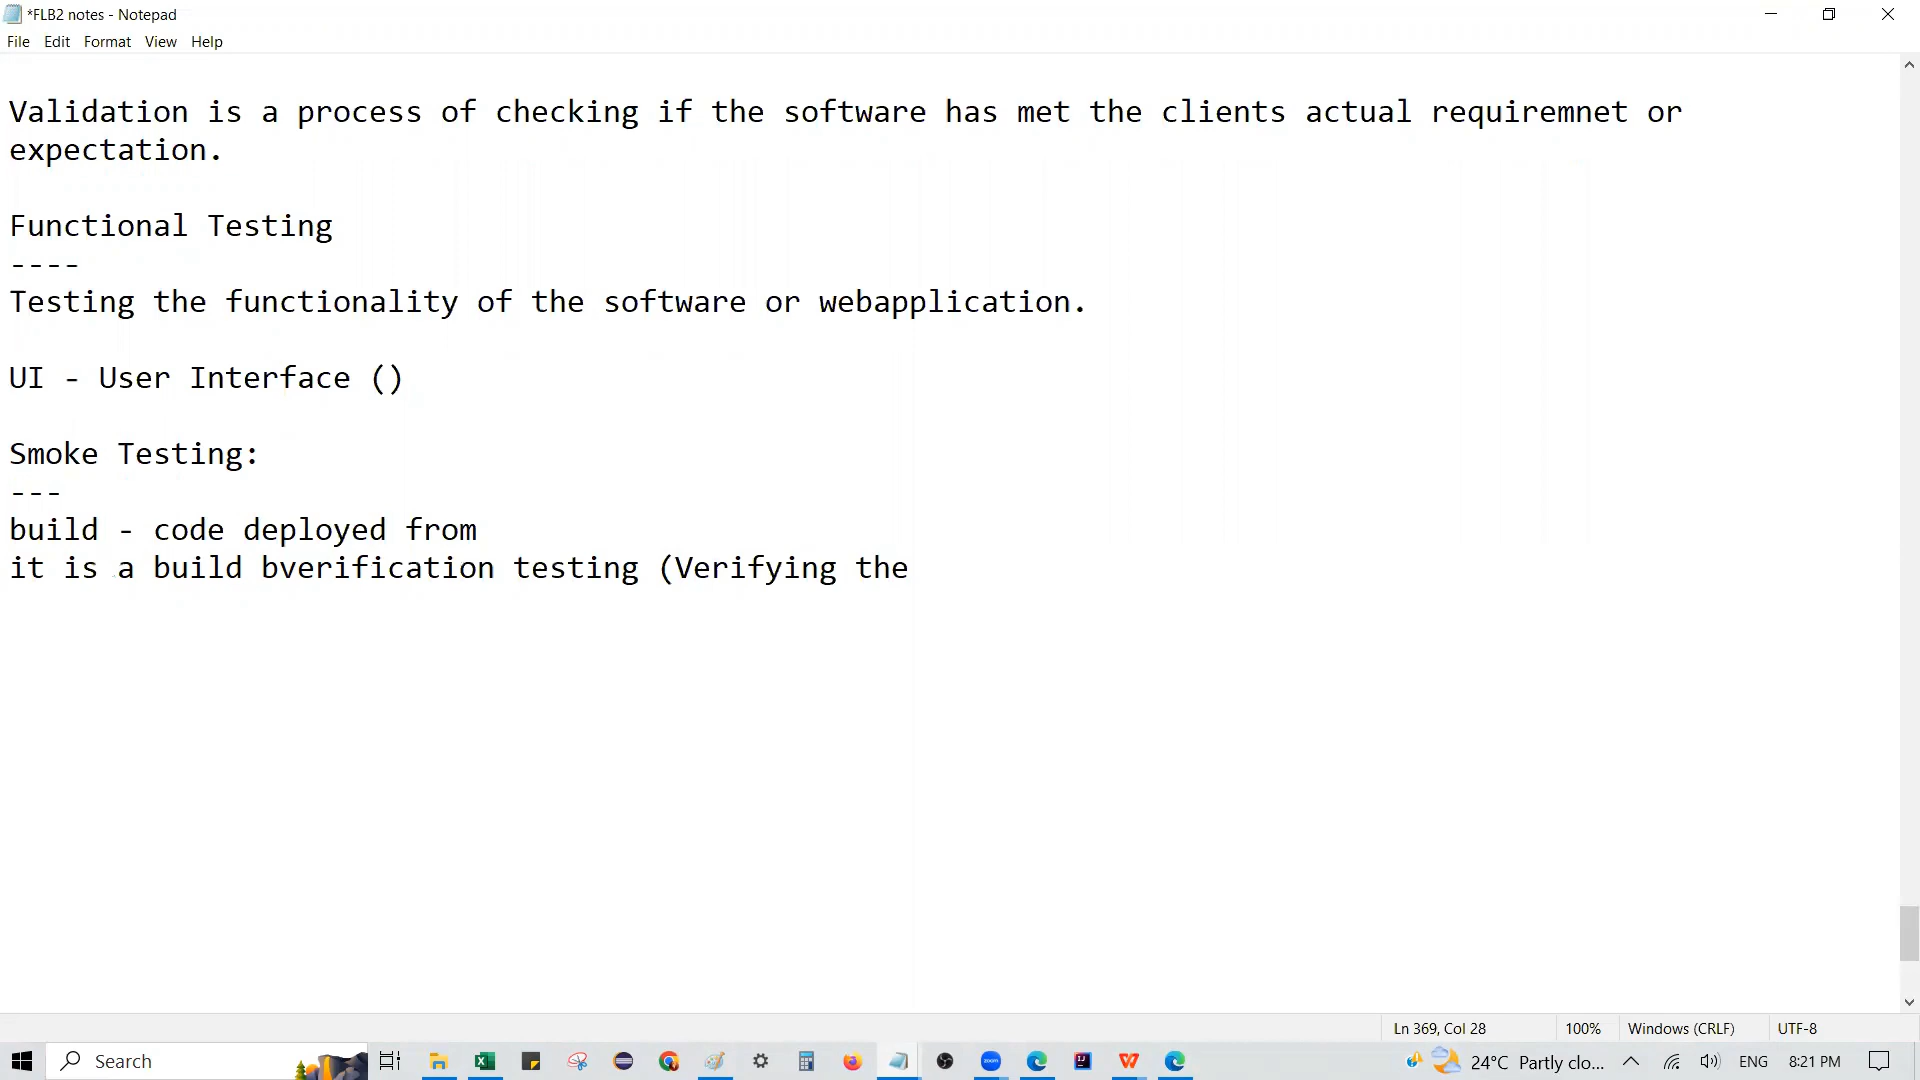 *FLB2 notes - Notepad
File Edit Format View Help
Validation is a process of checking if the software has met the clients actual requiremnet or
expectation.
Functional Testing
----
Testing the functionality of the software or webapplication.
UI - User Interface ()
Smoke Testing:
---
build - code deployed from
it is a build bverification testing (Verifying the
Ln 369, Col 28 100% Windows (CRLF) UTF-8
Search 24°C Partly clo... ENG 8:21 PM